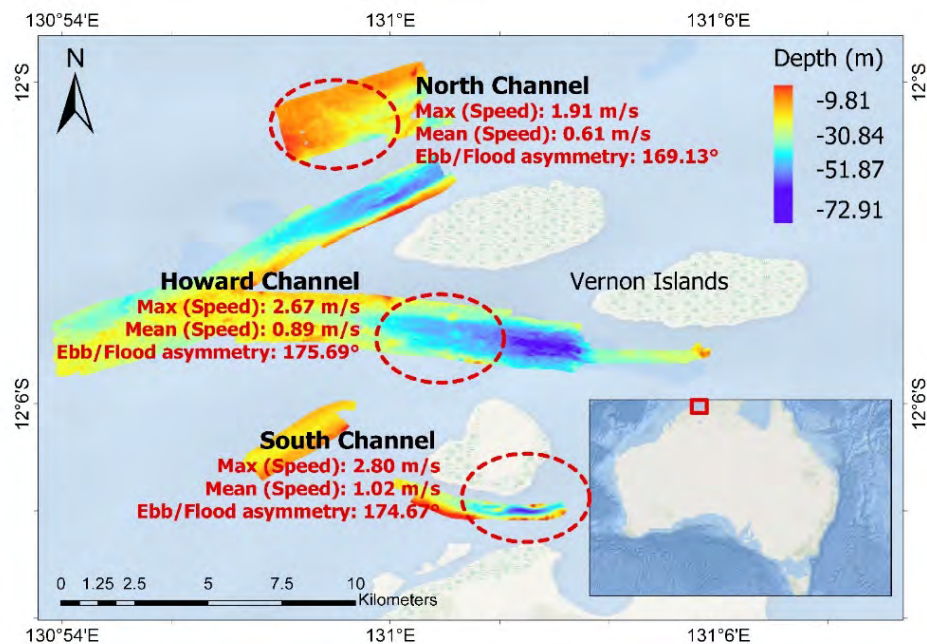 130°54'E
131°E
131°6'E
12°S
12°S
N
Depth (m)
-9.81
-30.84
-51.87
-72.91
North Channel
Max (Speed): 1.91 m/s
Mean (Speed): 0.61 m/s
Ebb/Flood asymmetry: 169.13°
Vernon Islands
Howard Channel
Max (Speed): 2.67 m/s
Mean (Speed): 0.89 m/s
Ebb/Flood asymmetry: 175.69°
12°6'S
12°6'S
South Channel
Max (Speed): 2.80 m/s
Mean (Speed): 1.02 m/s
Ebb/Flood asymmetry: 174.67°
0 1.25 2.5 5 7.5 10
Kilometers
130°54'E
131°E
131°6'E